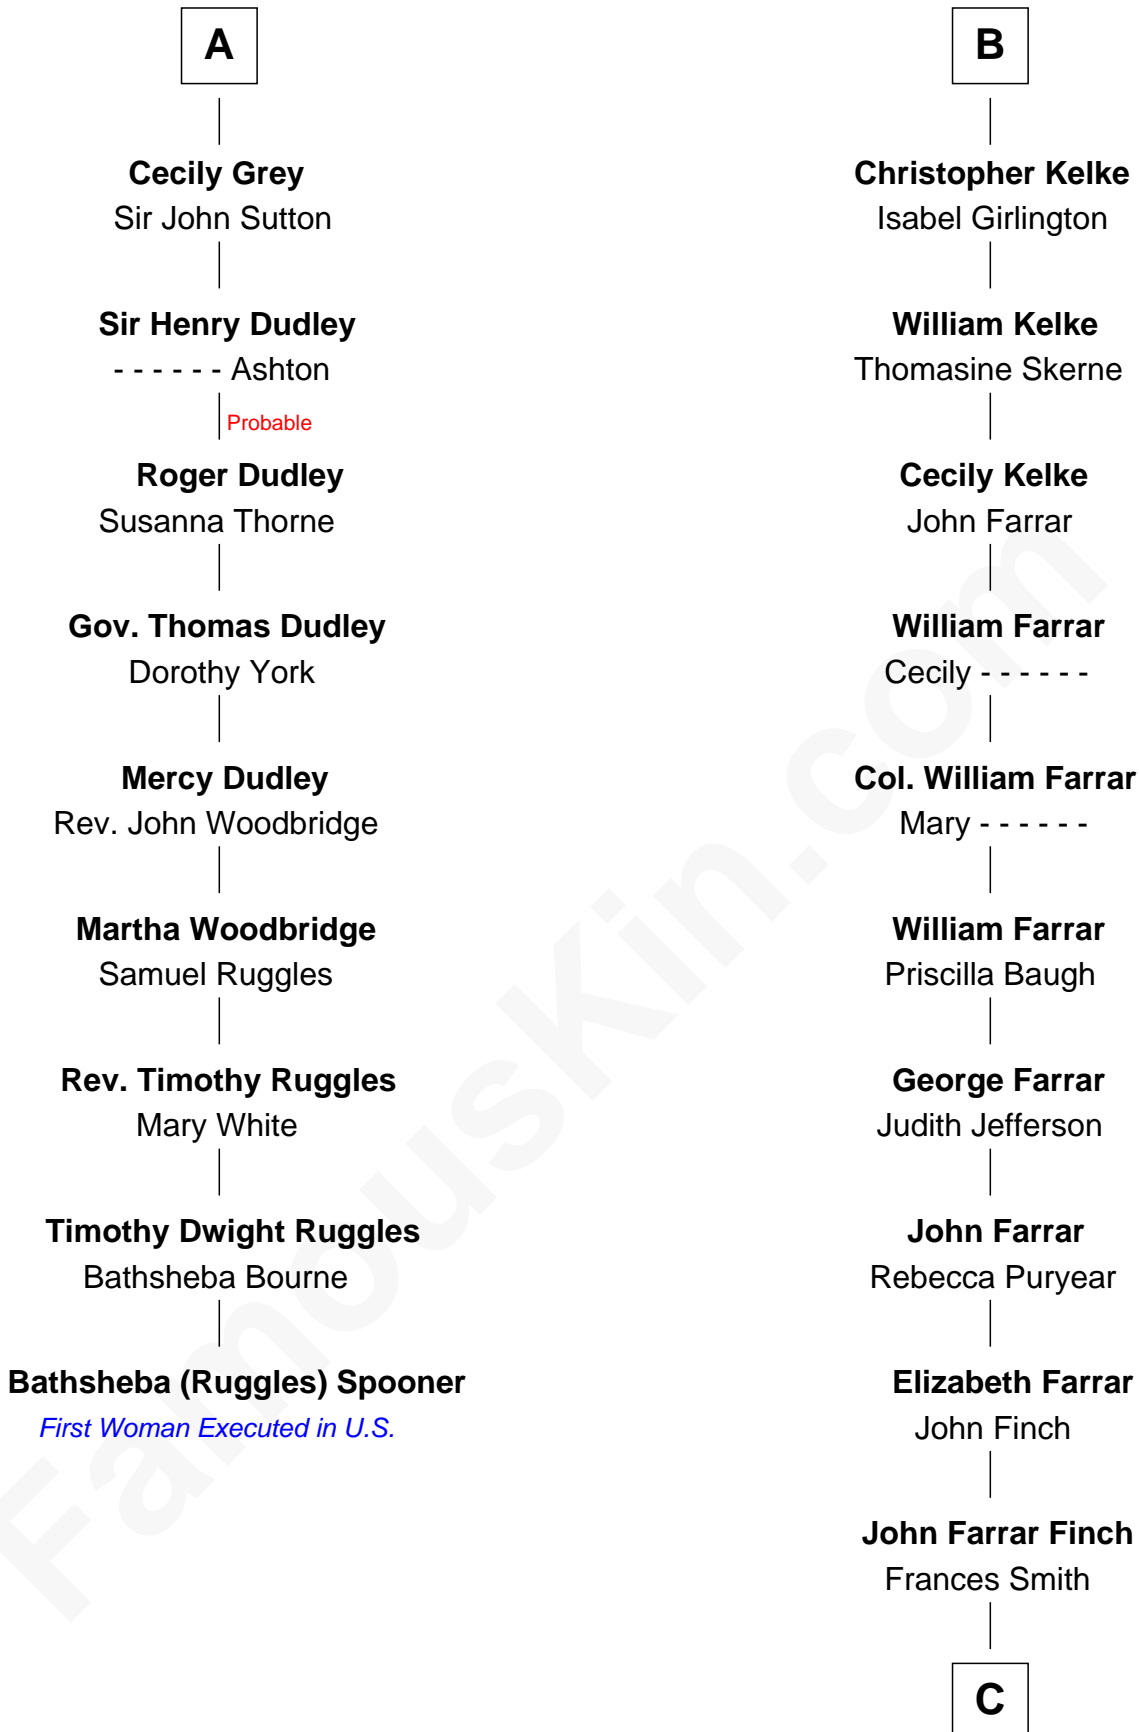 A
Cecily Grey
Sir John Sutton
Sir Henry Dudley
- - - - - - Ashton
Probable
Roger Dudley
Susanna Thorne
Gov. Thomas Dudley
Dorothy York
Mercy Dudley
Rev. John Woodbridge
Martha Woodbridge
Samuel Ruggles
Rev. Timothy Ruggles
Mary White
Timothy Dwight Ruggles
Bathsheba Bourne
Bathsheba (Ruggles) Spooner
First Woman Executed in U.S.
B
Christopher Kelke
Isabel Girlington
William Kelke
Thomasine Skerne
Cecily Kelke
John Farrar
William Farrar
Cecily - - - - - -
Col. William Farrar
Mary - - - - - -
William Farrar
Priscilla Baugh
George Farrar
Judith Jefferson
John Farrar
Rebecca Puryear
Elizabeth Farrar
John Finch
John Farrar Finch
Frances Smith
C
FamousKin.com